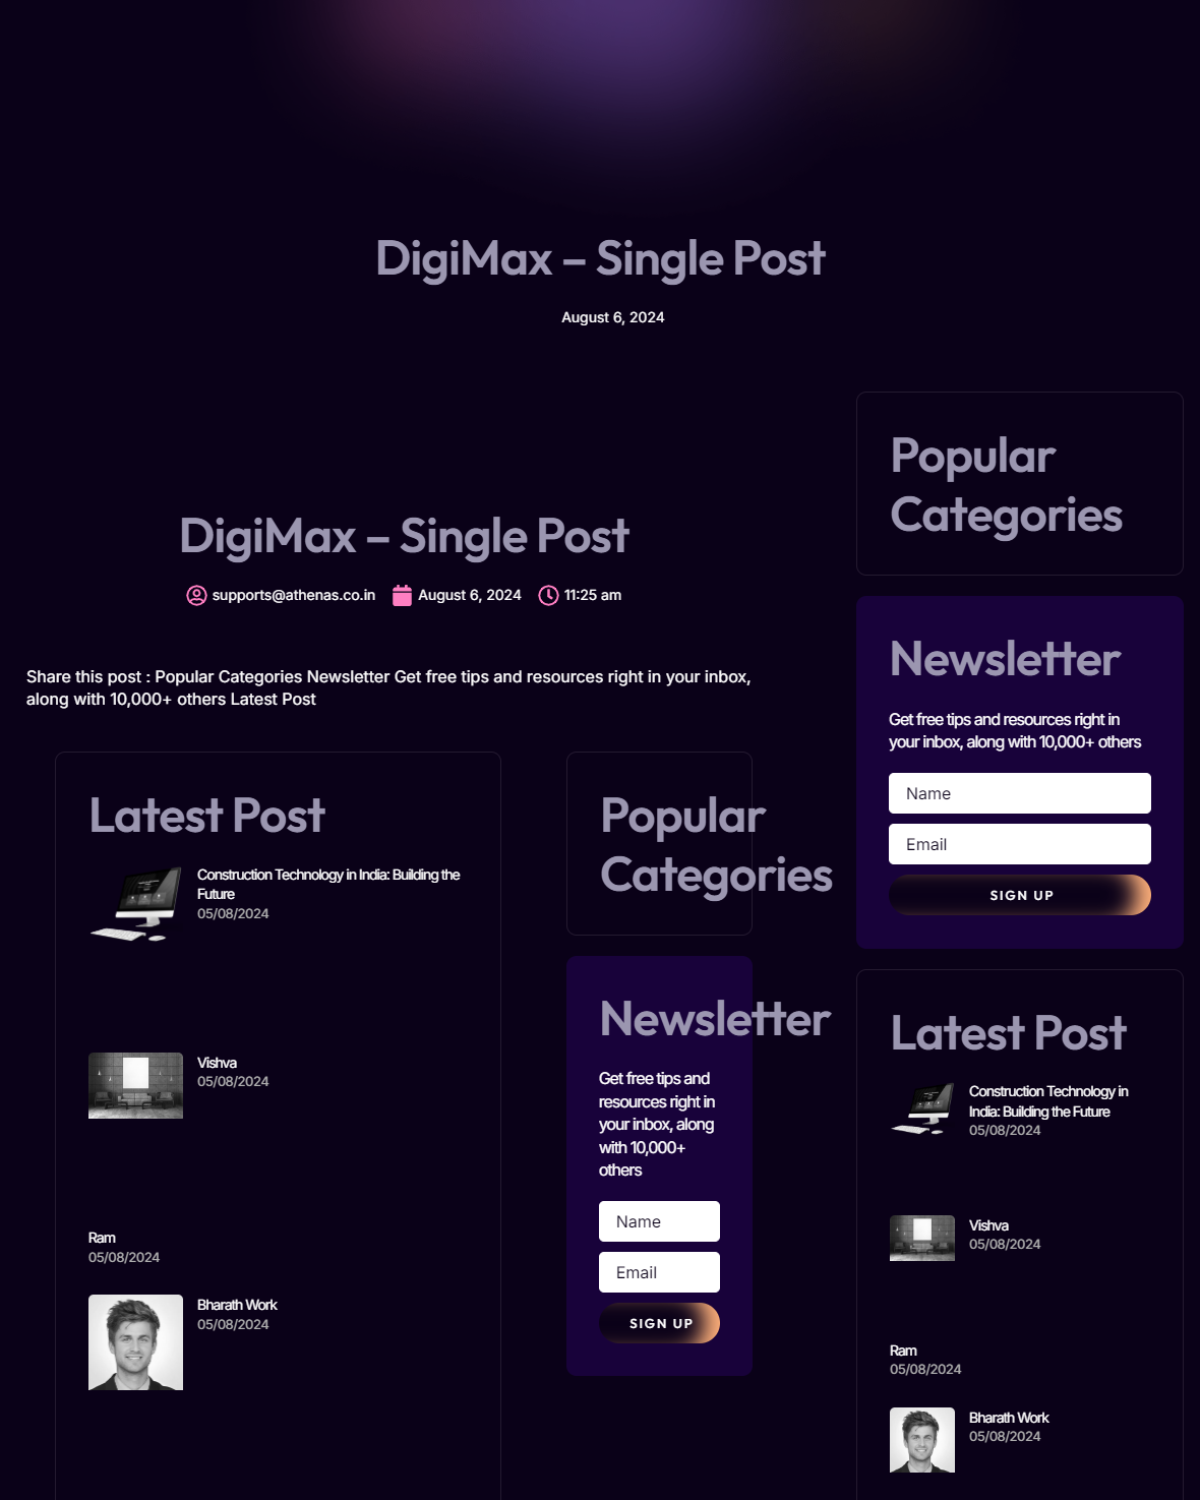 DigiMax – Single Post
August 6, 2024
DigiMax – Single Post
supports@athenas.co.in August 6, 2024 11:25 am
Share this post : Popular Categories Newsletter Get free tips and resources right in your inbox,
along with 10,000+ others Latest Post
Latest Post
Construction Technology in India: Building the
Future
05/08/2024
Vishva
05/08/2024
Ram
05/08/2024
Bharath Work
05/08/2024
Popular
Categories
Newsletter
Get free tips and
resources right in
your inbox, along
with 10,000+
others
Name
Email
SIGN UP
Popular
Categories
Newsletter
Get free tips and resources right in
your inbox, along with 10,000+ others
Name
Email
SIGN UP
Latest Post
Construction Technology in
India: Building the Future
05/08/2024
Vishva
05/08/2024
Ram
05/08/2024
Bharath Work
05/08/2024